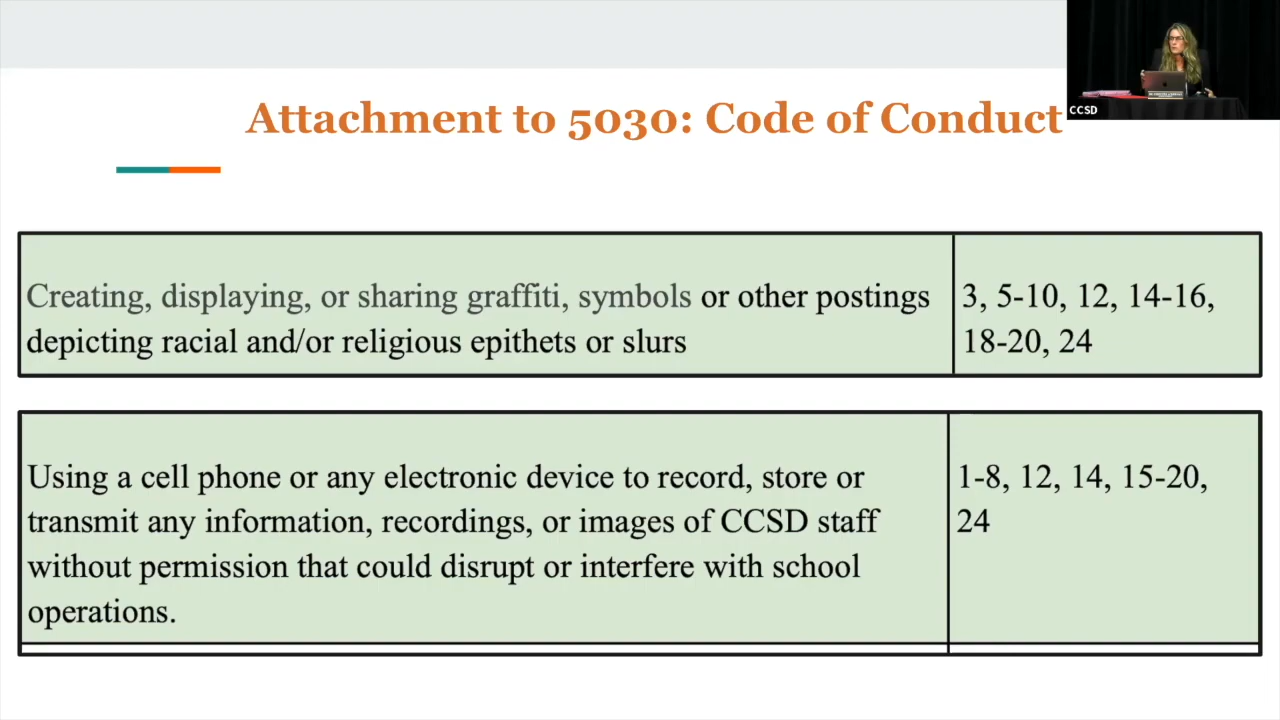 Attachment to 5030: Code of Conduct
CCSD
Creating, displaying, or sharing graffiti, symbols or other postings
depicting racial and/or religious epithets or slurs
3, 5-10, 12, 14-16,
18-20, 24
Using a cell phone or any electronic device to record, store or
transmit any information, recordings, or images of CCSD staff
without permission that could disrupt or interfere with school
operations.
1-8, 12, 14, 15-20,
24